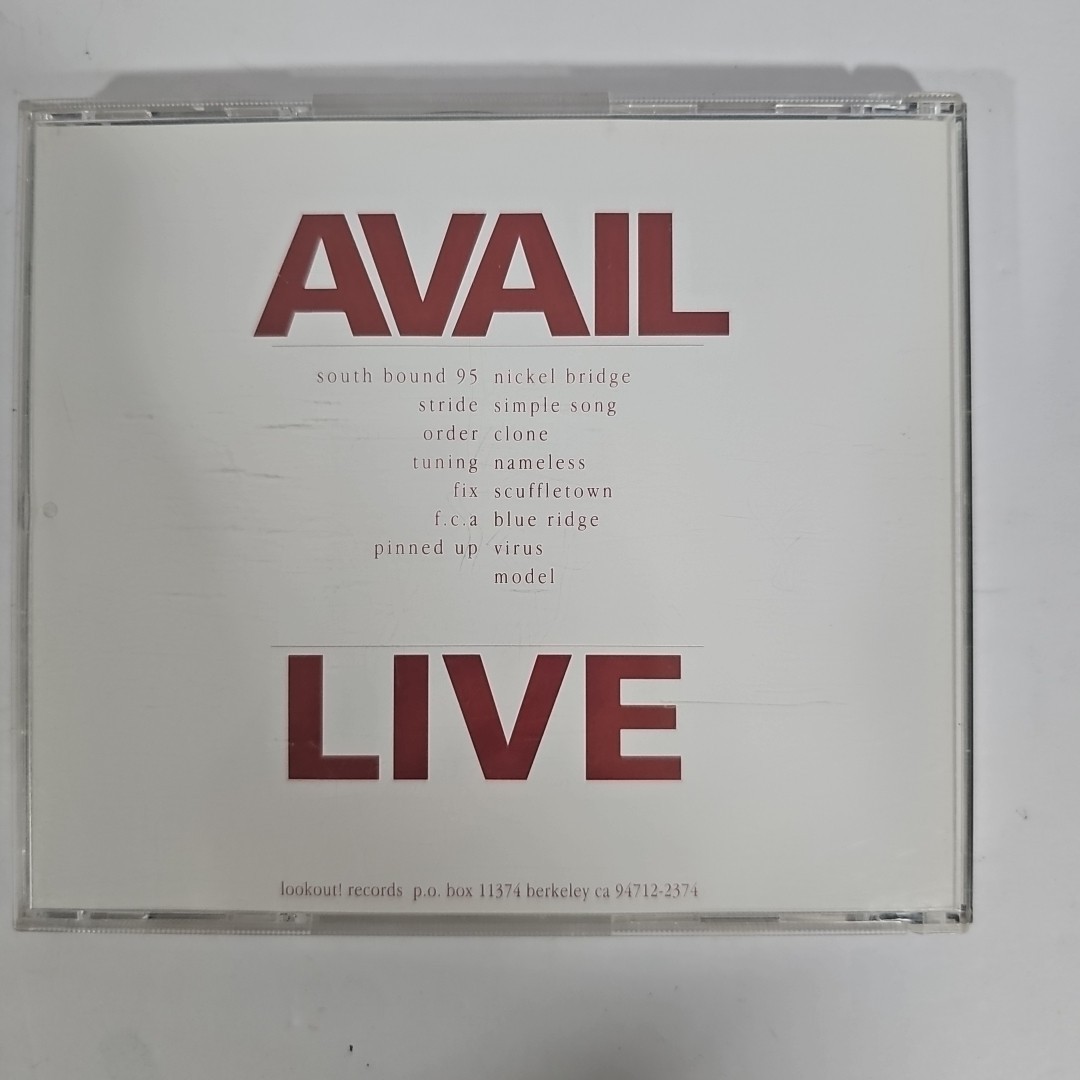 AVAIL
south bound 95 nickel bridge
stride simple song
order clone
tuning nameless
fix scuffletown
f.c.a blue ridge
pinned up virus
model
LIVE
lookout! records p.o. box 11374 berkeley ca 94712-2374